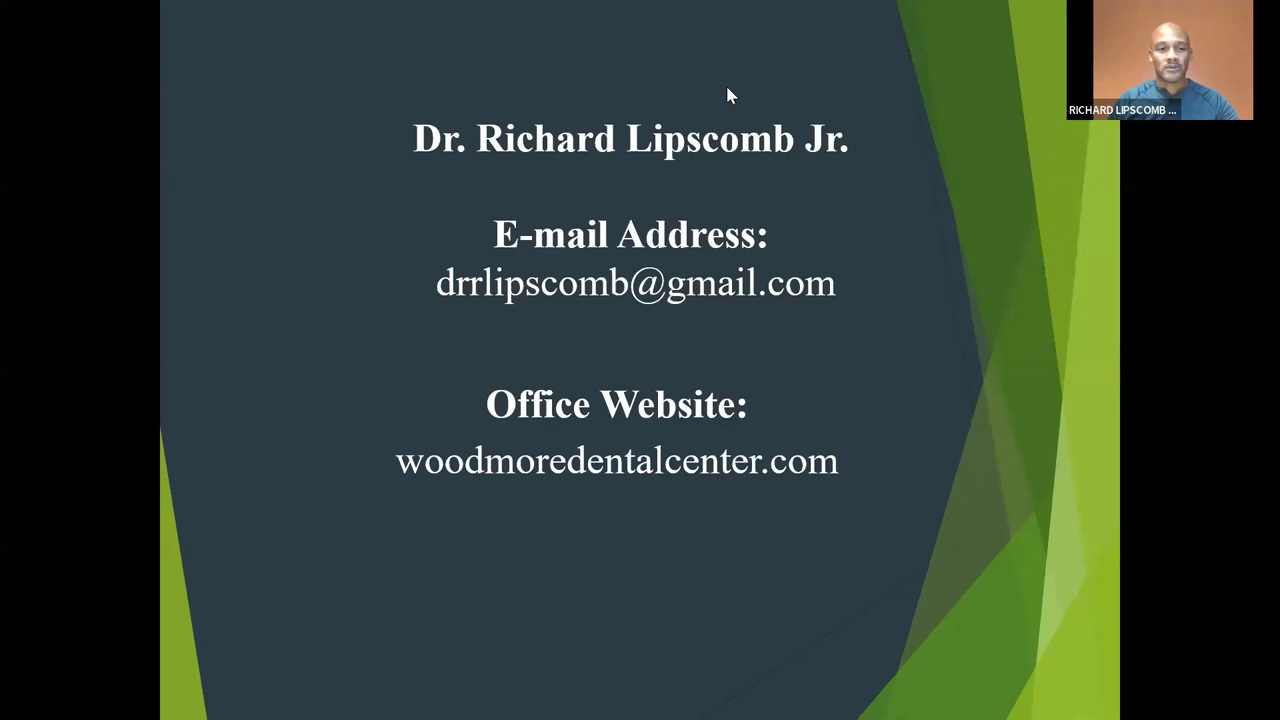 RICHARD LIPSCOMB ...
Dr. Richard Lipscomb Jr.
E-mail Address:
drrlipscomb@gmail.com
Office Website:
woodmoredentalcenter.com